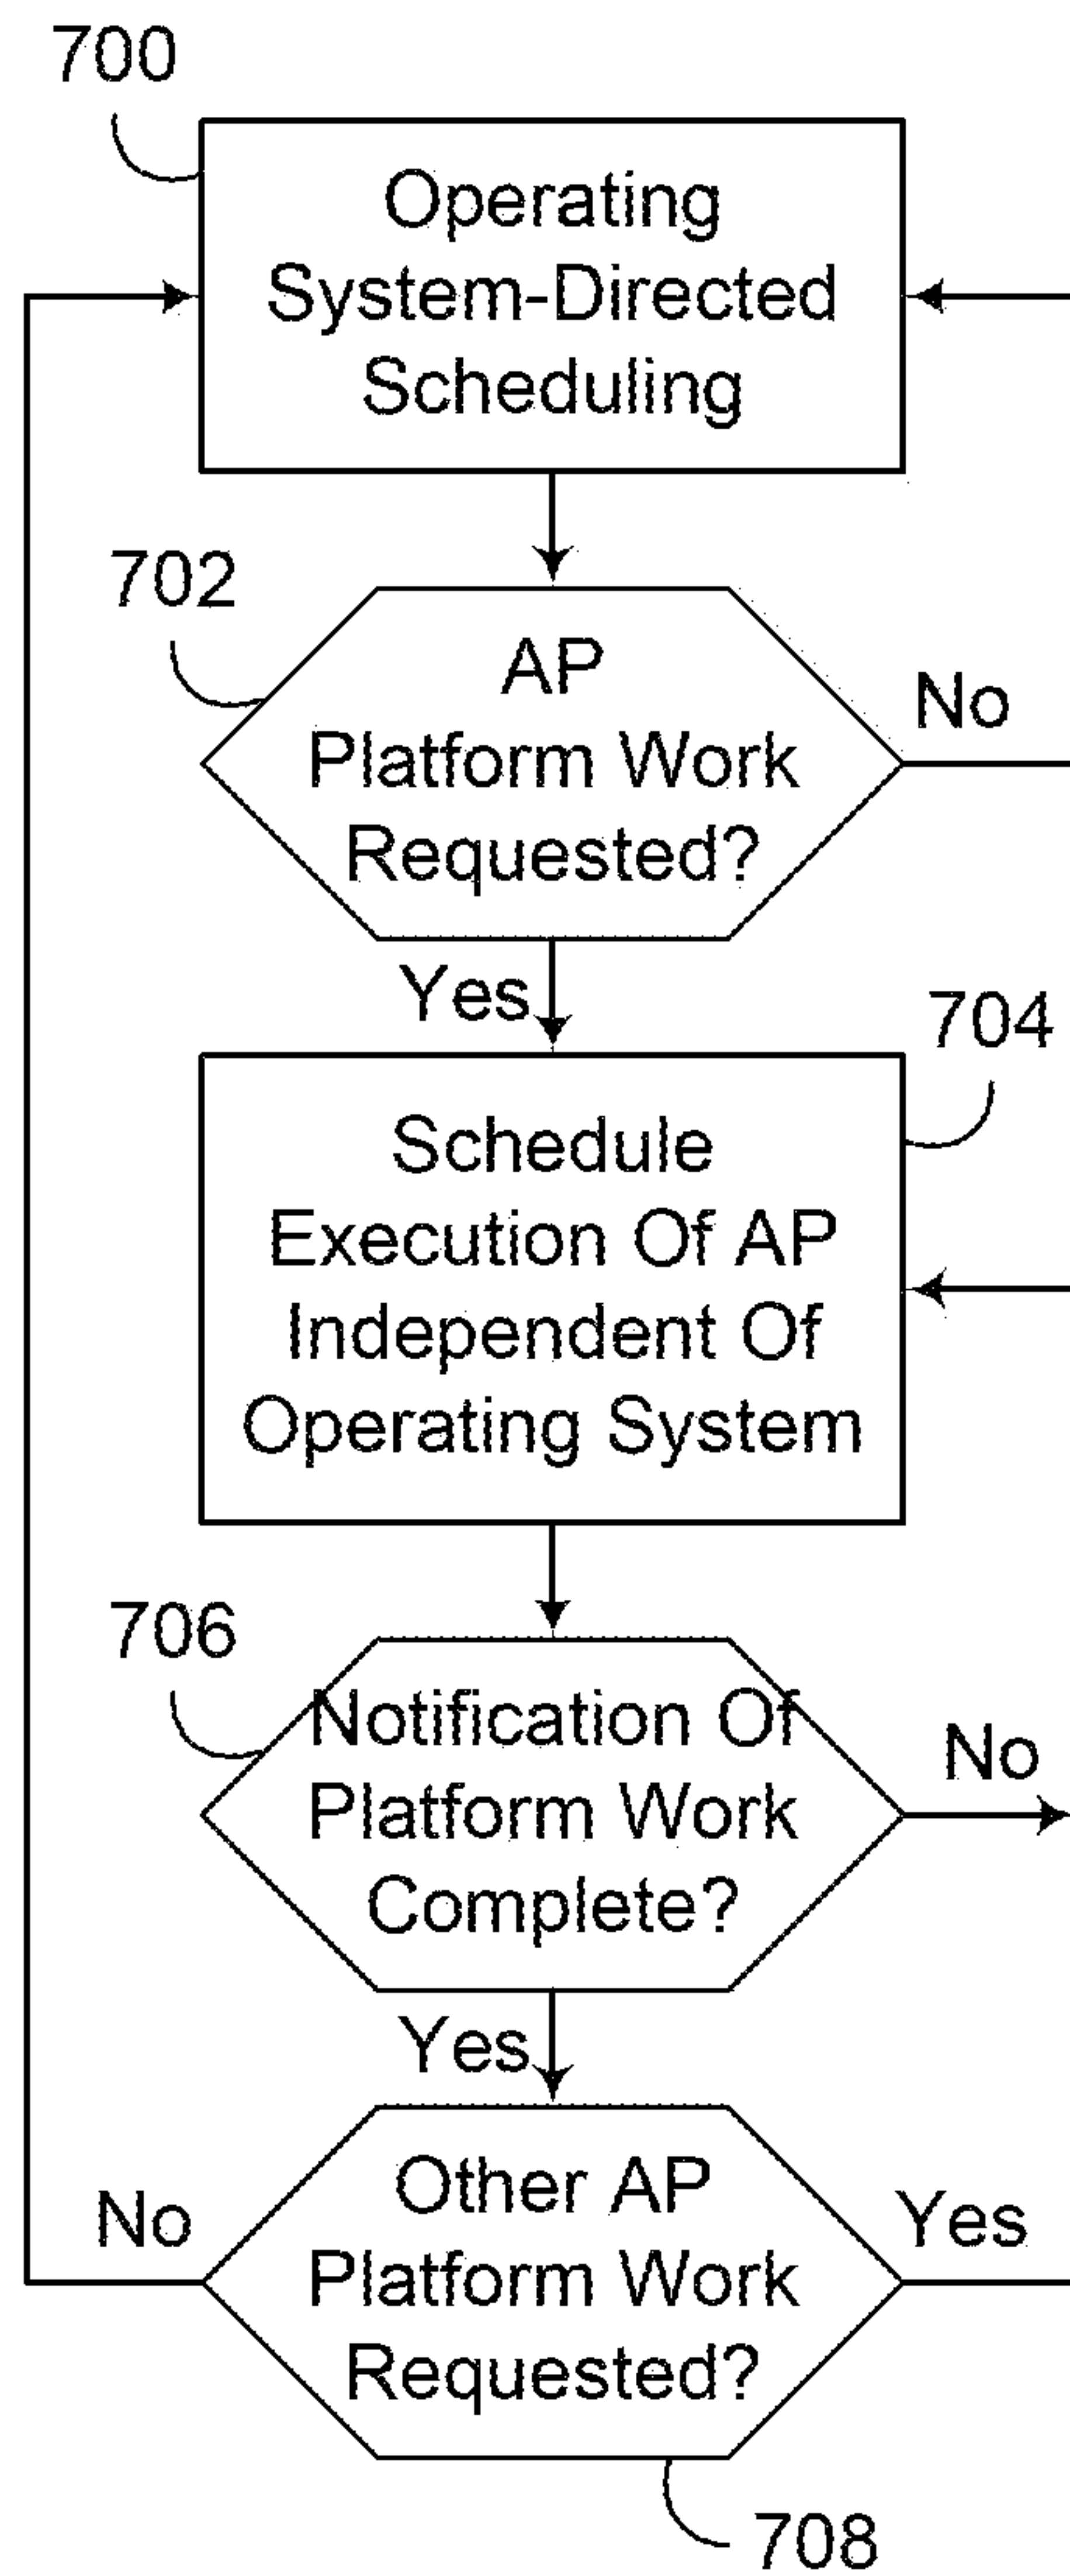 700
Operating
System-Directed
Scheduling
702
AP
Platform Work
Requested?
No
Yes
704
Schedule
Execution Of AP
Independent Of
Operating System
706
Notification Of
Platform Work
Complete?
No
Yes
Other AP
Platform Work
Requested?
No
Yes
708